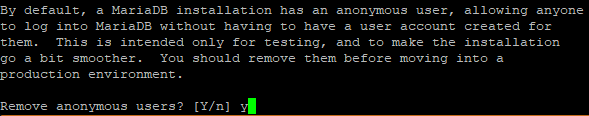 By default, a MariaDB installation has an anonymous user, allowing anyone
to log into MariaDB without having to have a user account created for
them.  This is intended only for testing, and to make the installation
go a bit smoother.  You should remove them before moving into a
production environment.
Remove anonymous users? [Y/n] y